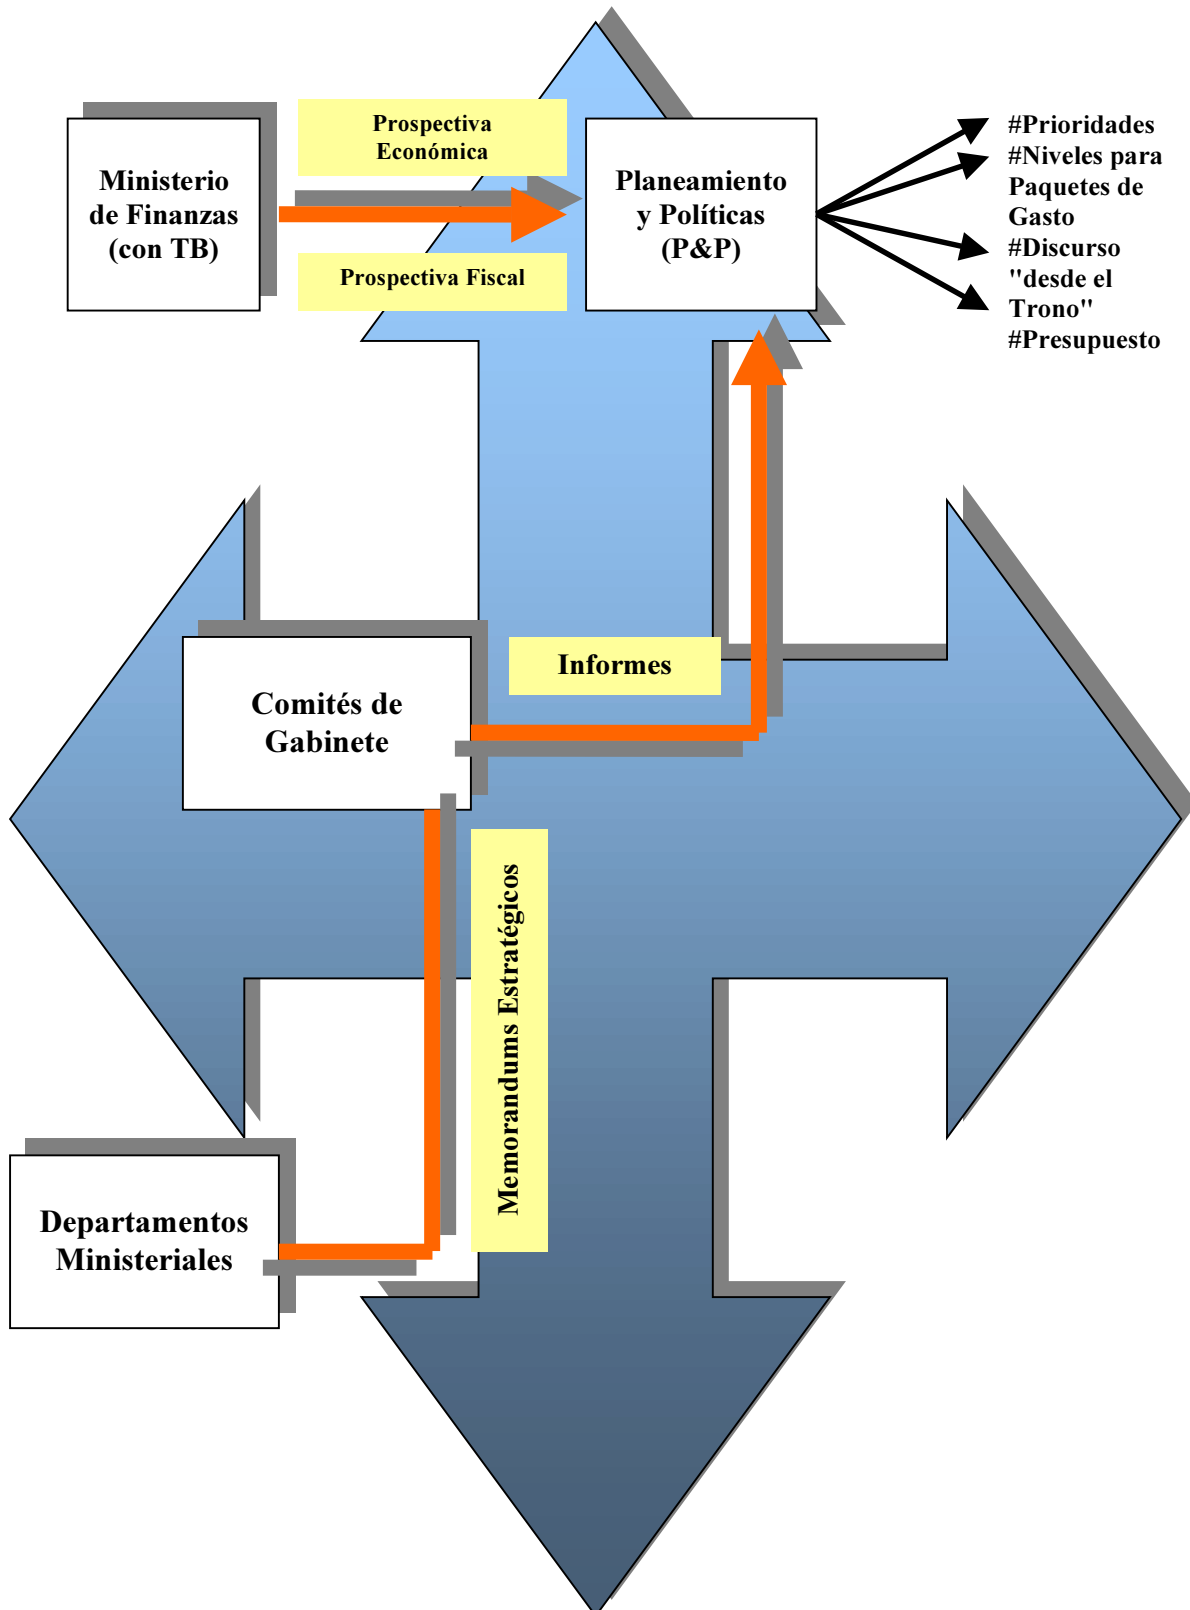 Prospectiva
Económica
Ministerio
de Finanzas
(con TB)
Prospectiva Fiscal
Planeamiento
y Políticas
(P&P)
#Prioridades
#Niveles para
Paquetes de
Gasto
#Discurso
"desde el
Trono"
#Presupuesto
Informes
Comités de
Gabinete
Memorandums Estratégicos
Departamentos
Ministeriales